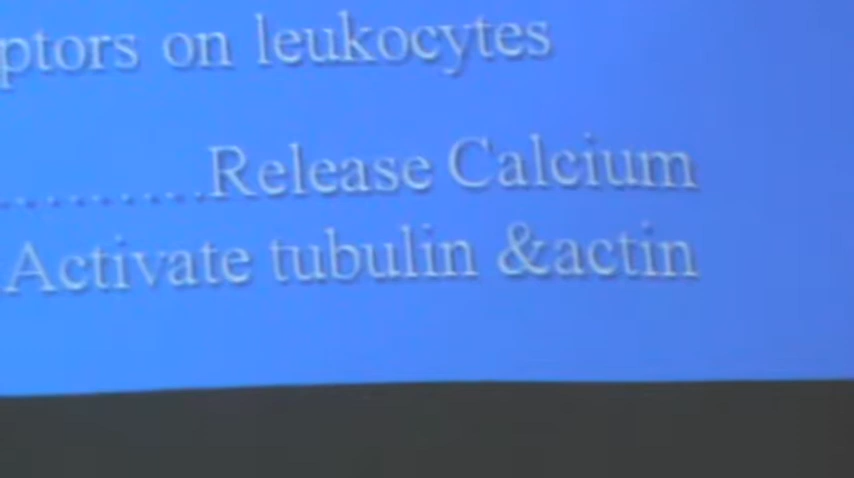 ptors on leukocytes
..........Release Calcium
Activate tubulin &actin